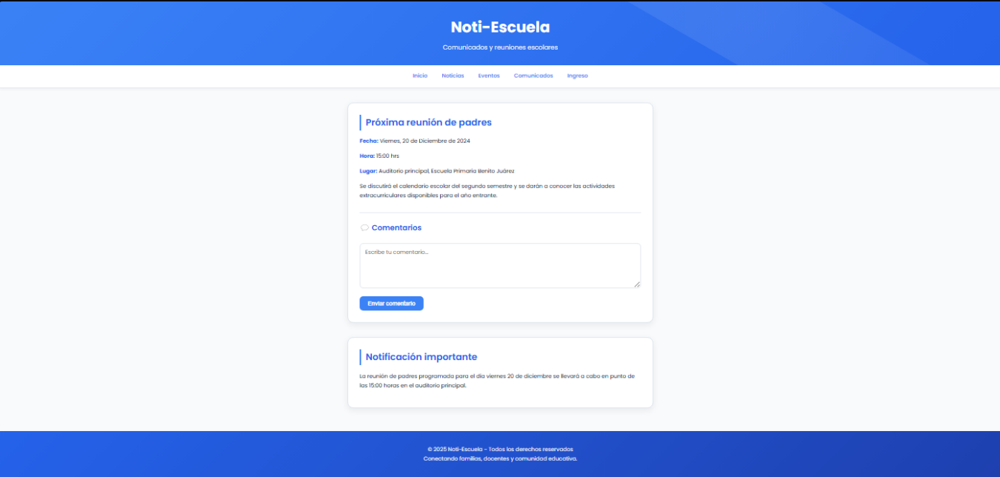 Noti-Escuela
Comunicados y reuniones escolares
Inicio Noticias Eventos Comunicados Ingreso
Próxima reunión de padres
Fecha: Viernes, 20 de Diciembre de 2024
Hora: 15:00 hrs
Lugar: Auditorio principal, Escuela Primaria Benito Juárez
Se discutirá el calendario escolar del segundo semestre y se darán a conocer las actividades
extracurriculares disponibles para el año entrante.
Comentarios
Escribe tu comentario...
Enviar comentario
Notificación importante
La reunión de padres programada para el día viernes 20 de diciembre se llevará a cabo en punto de
las 15:00 horas en el auditorio principal.
© 2025 Noti-Escuela - Todos los derechos reservados
Conectando familias, docentes y comunidad educativa.